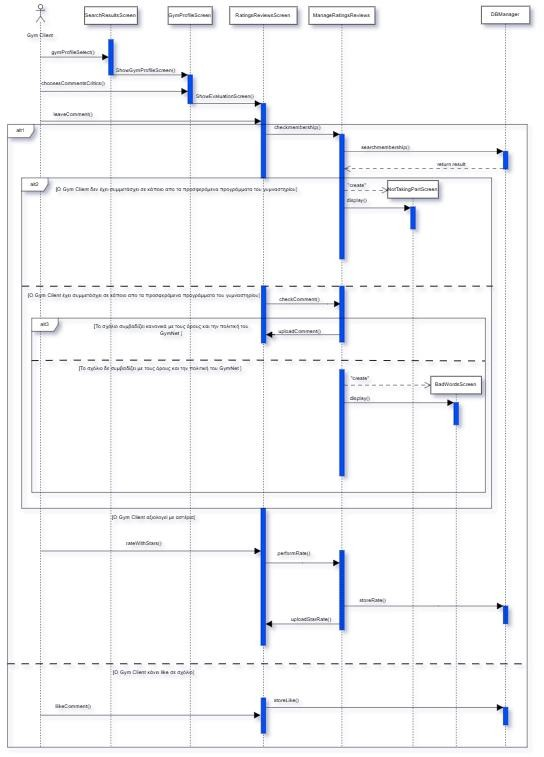 SearchResultsScreen
GymProfileScreen
RatingsReviewsScreen
ManageRatingsReviews
DBManager
Gym Client
gymProfileSelect()
ShowGymProfileScreen()
choosesCommentsCritics()
ShowEvaluationScreen()
leaveComment()
alt1
checkmembership()
searchmembership()
return result
alt2
[Ο Gym Client δεν έχει συμμετάσχει σε κάποιο απο τα προσφερόμενα προγράμματα του γυμναστηρίου]
"create"
NotTakingPartScreen
display()
[Ο Gym Client έχει συμμετάσχει σε κάποιο απο τα προσφερόμενα προγράμματα του γυμναστηρίου]
checkComment()
alt3
[Το σχόλιο συμβαδίζει κανονικά με τους όρους και την πολιτική του
GymNet ]
uploadComment()
[Το σχόλιο δε συμβαδίζει με τους όρους και την πολιτική του GymNet ]
"create"
BadWordsScreen
display()
[Ο Gym Client αξιολογεί με αστέρια]
rateWithStars()
performRate()
storeRate()
uploadStarRate()
[Ο Gym Client κάνει like σε σχόλιο]
likeComment()
storeLike()